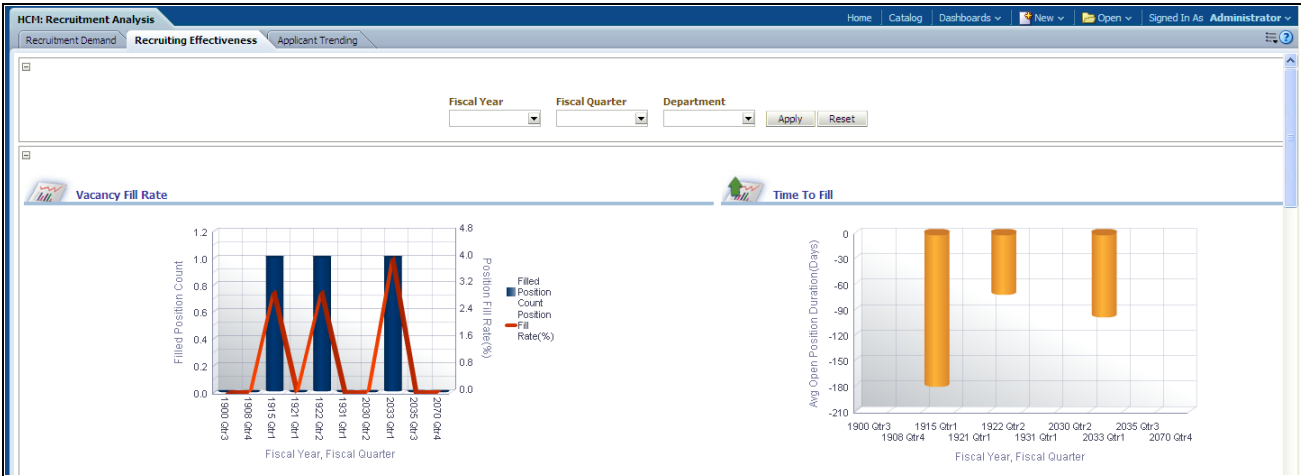 HCM: Recruitment Analysis
Home Catalog Dashboards New Open Signed In As Administrator
Recruitment Demand Recruiting Effectiveness Applicant Trending
Fiscal Year Fiscal Quarter Department
Apply Reset
Vacancy Fill Rate
Filled Position Count
1.2
1.0
0.8
0.6
0.4
0.2
0.0
4.8
4.0
3.2
2.4
1.6
0.8
0.0
Position Fill Rate(%)
Filled
Position
Count
Position
Fill
Rate(%)
1900 Qtr3
1908 Qtr4
1915 Qtr1
1921 Qtr1
1922 Qtr2
1931 Qtr1
2030 Qtr2
2033 Qtr1
2035 Qtr3
2070 Qtr4
Fiscal Year, Fiscal Quarter
Time To Fill
Avg Open Position Duration(Days)
0
-30
-60
-90
-120
-150
-180
-210
1900 Qtr3 1915 Qtr1 1922 Qtr2 2030 Qtr2 2035 Qtr3
1908 Qtr4 1921 Qtr1 1931 Qtr1 2033 Qtr1 2070 Qtr4
Fiscal Year, Fiscal Quarter